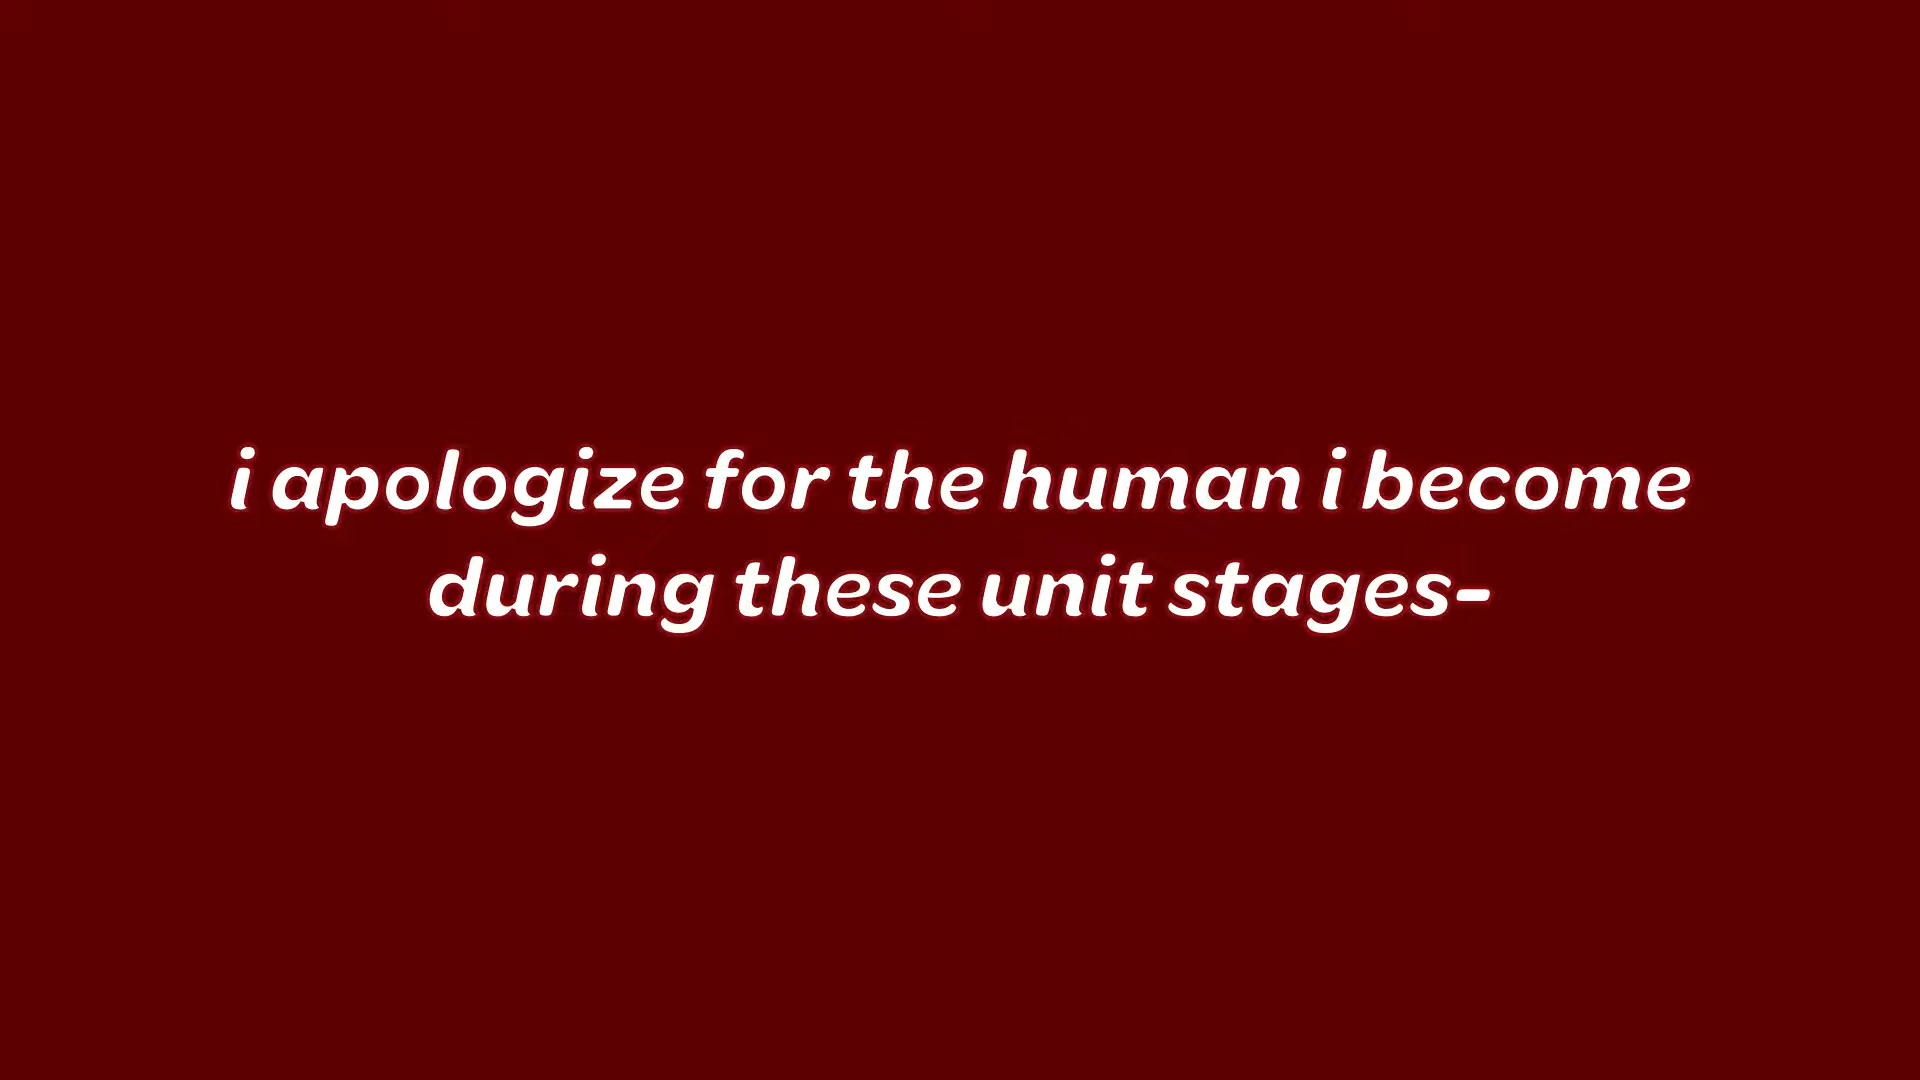 i apologize for the human i become
during these unit stages-